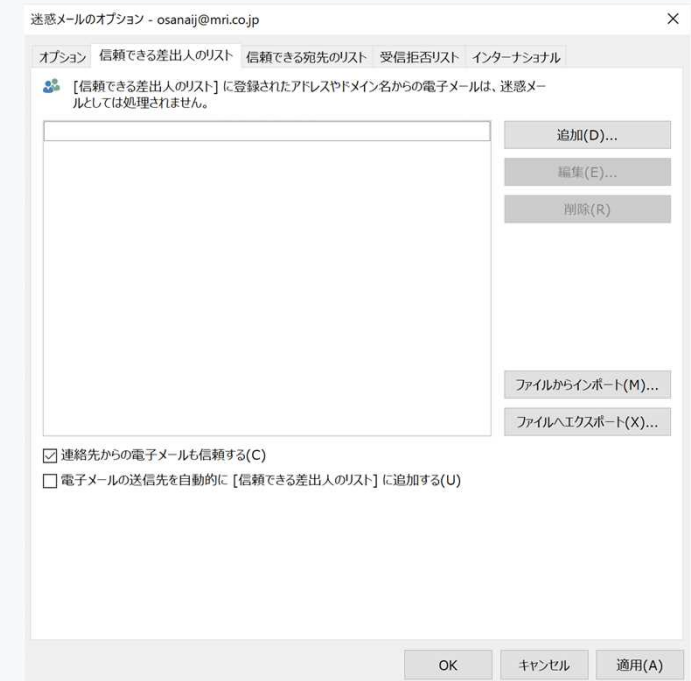 迷惑メールのオプション - osanaij@mri.co.jp
オプション 信頼できる差出人のリスト 信頼できる宛先のリスト 受信拒否リスト インターナショナル
[信頼できる差出人のリスト] に登録されたアドレスやドメイン名からの電子メールは、迷惑メー
ルとしては処理されません。
追加(D)...
編集(E)...
削除(R)
ファイルからインポート(M)...
ファイルへエクスポート(X)...
連絡先からの電子メールも信頼する(C)
電子メールの送信先を自動的に [信頼できる差出人のリスト] に追加する(U)
OK キャンセル 適用(A)